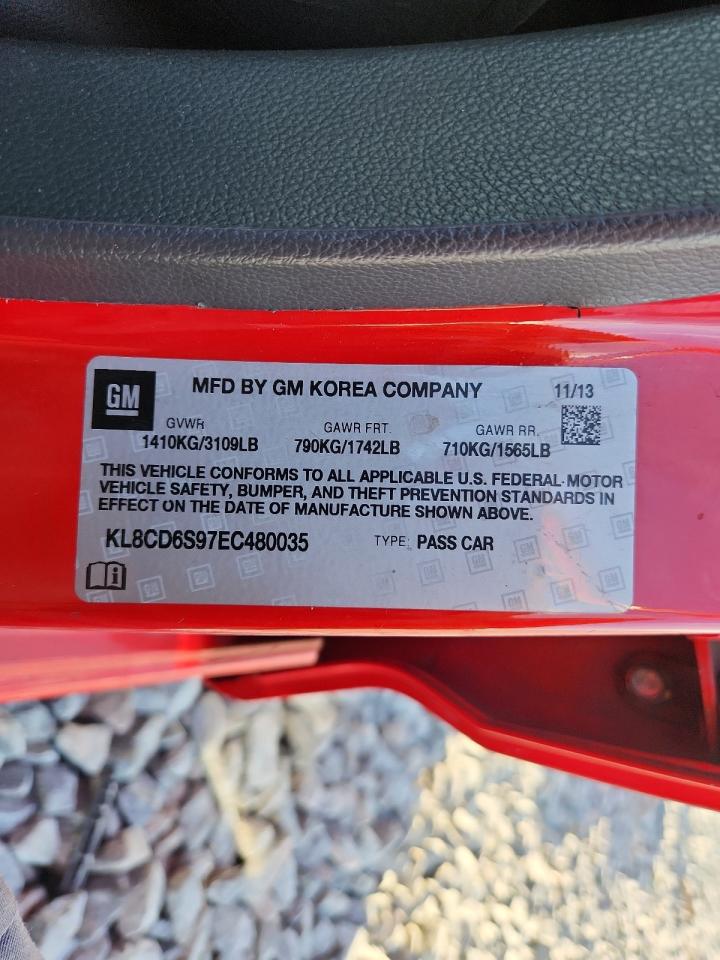 GM
MFD BY GM KOREA COMPANY
11/13
GVWR GAWR FRT. GAWR RR.
1410KG/3109LB 790KG/1742LB 710KG/1565LB
THIS VEHICLE CONFORMS TO ALL APPLICABLE U.S. FEDERAL MOTOR
VEHICLE SAFETY, BUMPER, AND THEFT PREVENTION STANDARDS IN
EFFECT ON THE DATE OF MANUFACTURE SHOWN ABOVE.
KL8CD6S97EC480035 TYPE: PASS CAR